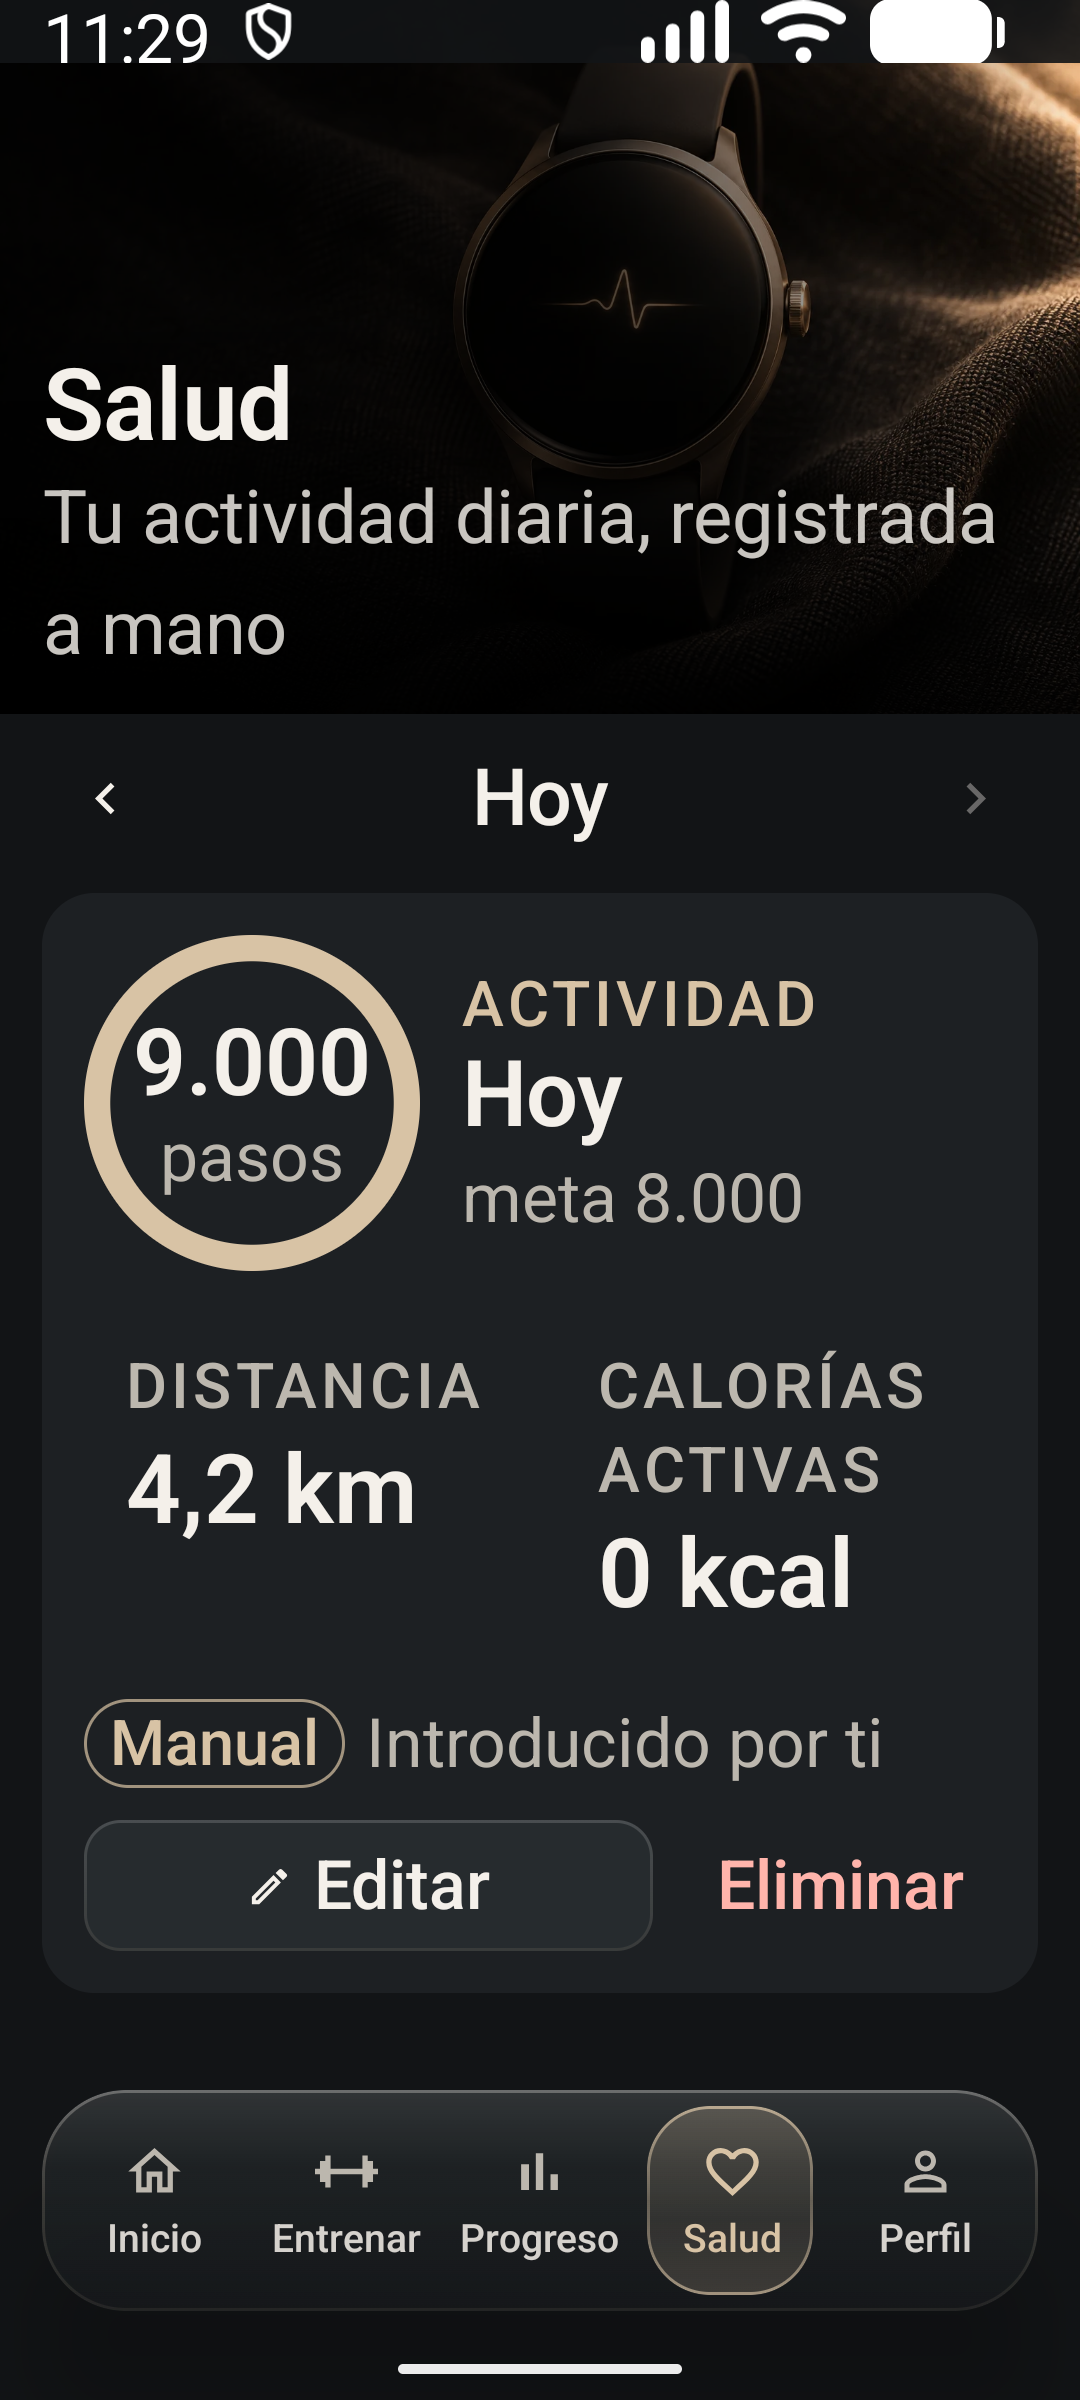 11:29
Salud
Tu actividad diaria, registrada
a mano
Hoy
9.000
pasos
ACTIVIDAD
Hoy
meta 8.000
DISTANCIA
4,2 km
CALORÍAS
ACTIVAS
0 kcal
Manual
Introducido por ti
Editar
Eliminar
Inicio
Entrenar
Progreso
Salud
Perfil